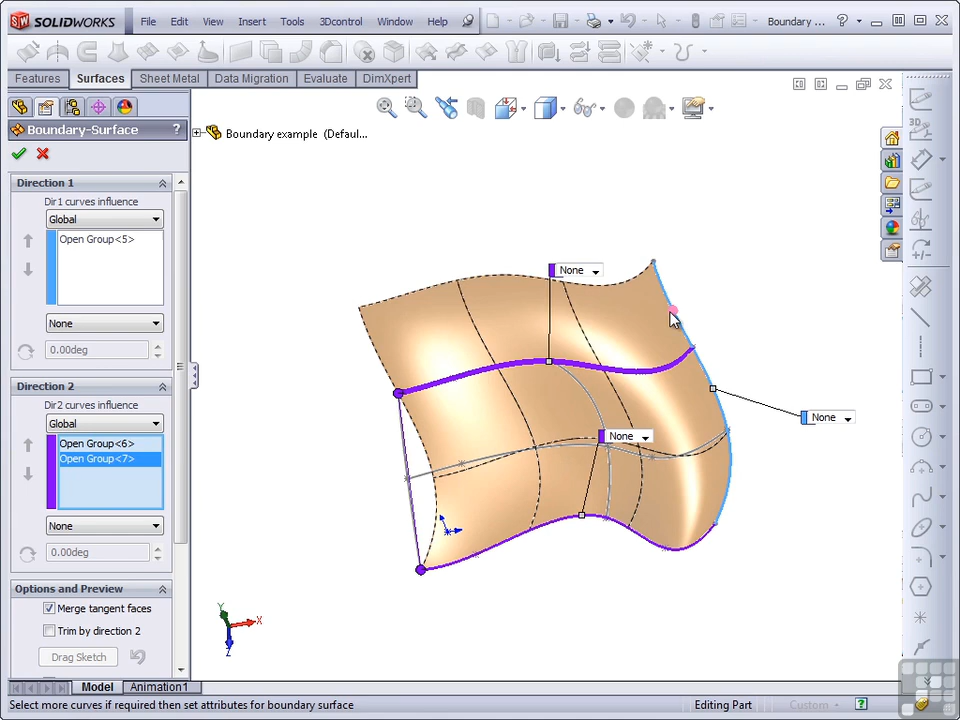 SOLIDWORKS File Edit View Insert Tools 3Dcontrol Window Help Boundary ... ?
Features Surfaces Sheet Metal Data Migration Evaluate DimXpert
Boundary-Surface ?
Boundary example (Defaul...
Direction 1
Dir1 curves influence
Global
Open Group<5>
None
0.00deg
Direction 2
Dir2 curves influence
Global
Open Group<6>
Open Group<7>
None
0.00deg
Options and Preview
Merge tangent faces
Trim by direction 2
Drag Sketch
None
None
None
3D
Y
X
Z
Model Animation1
Select more curves if required then set attributes for boundary surface Editing Part Custom ?